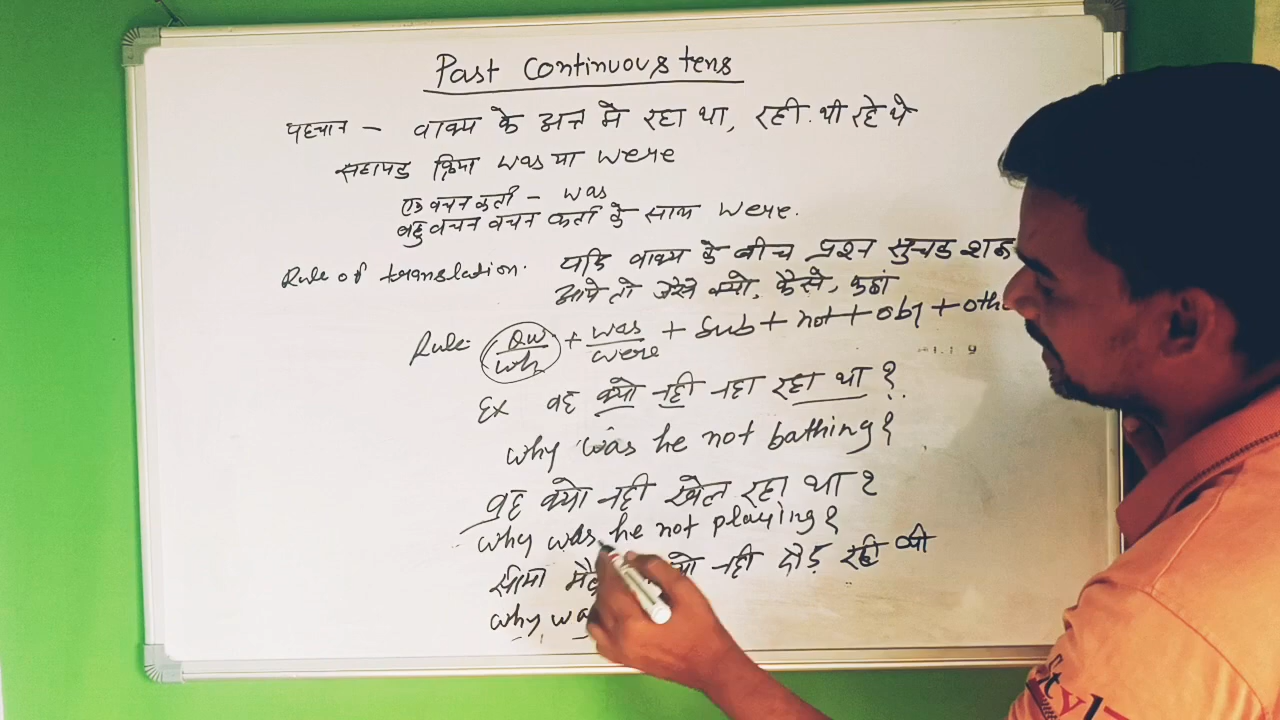 Past Continuous tens
पहचान - वाक्य के अन्त मे रहा था, रही थी रहे थे
सहायक क्रिया was या were
एक वचन कर्ता - was
बहु वचन वचन कर्ता के साथ were.
Rule of translation. यदि वाक्य के बीच प्रश्न सुचक शब्द
आये तो जैसे क्यो, कैसे, कहां
Rule: QW/wh + was/were + Sub + not + obj + othe
Ex वह क्यो नही नहा रहा था ?
why was he not bathing?
वह क्यो नही खेल रहा था ?
why was he not playing?
सीमा नही दौड़ रही थी
why wa